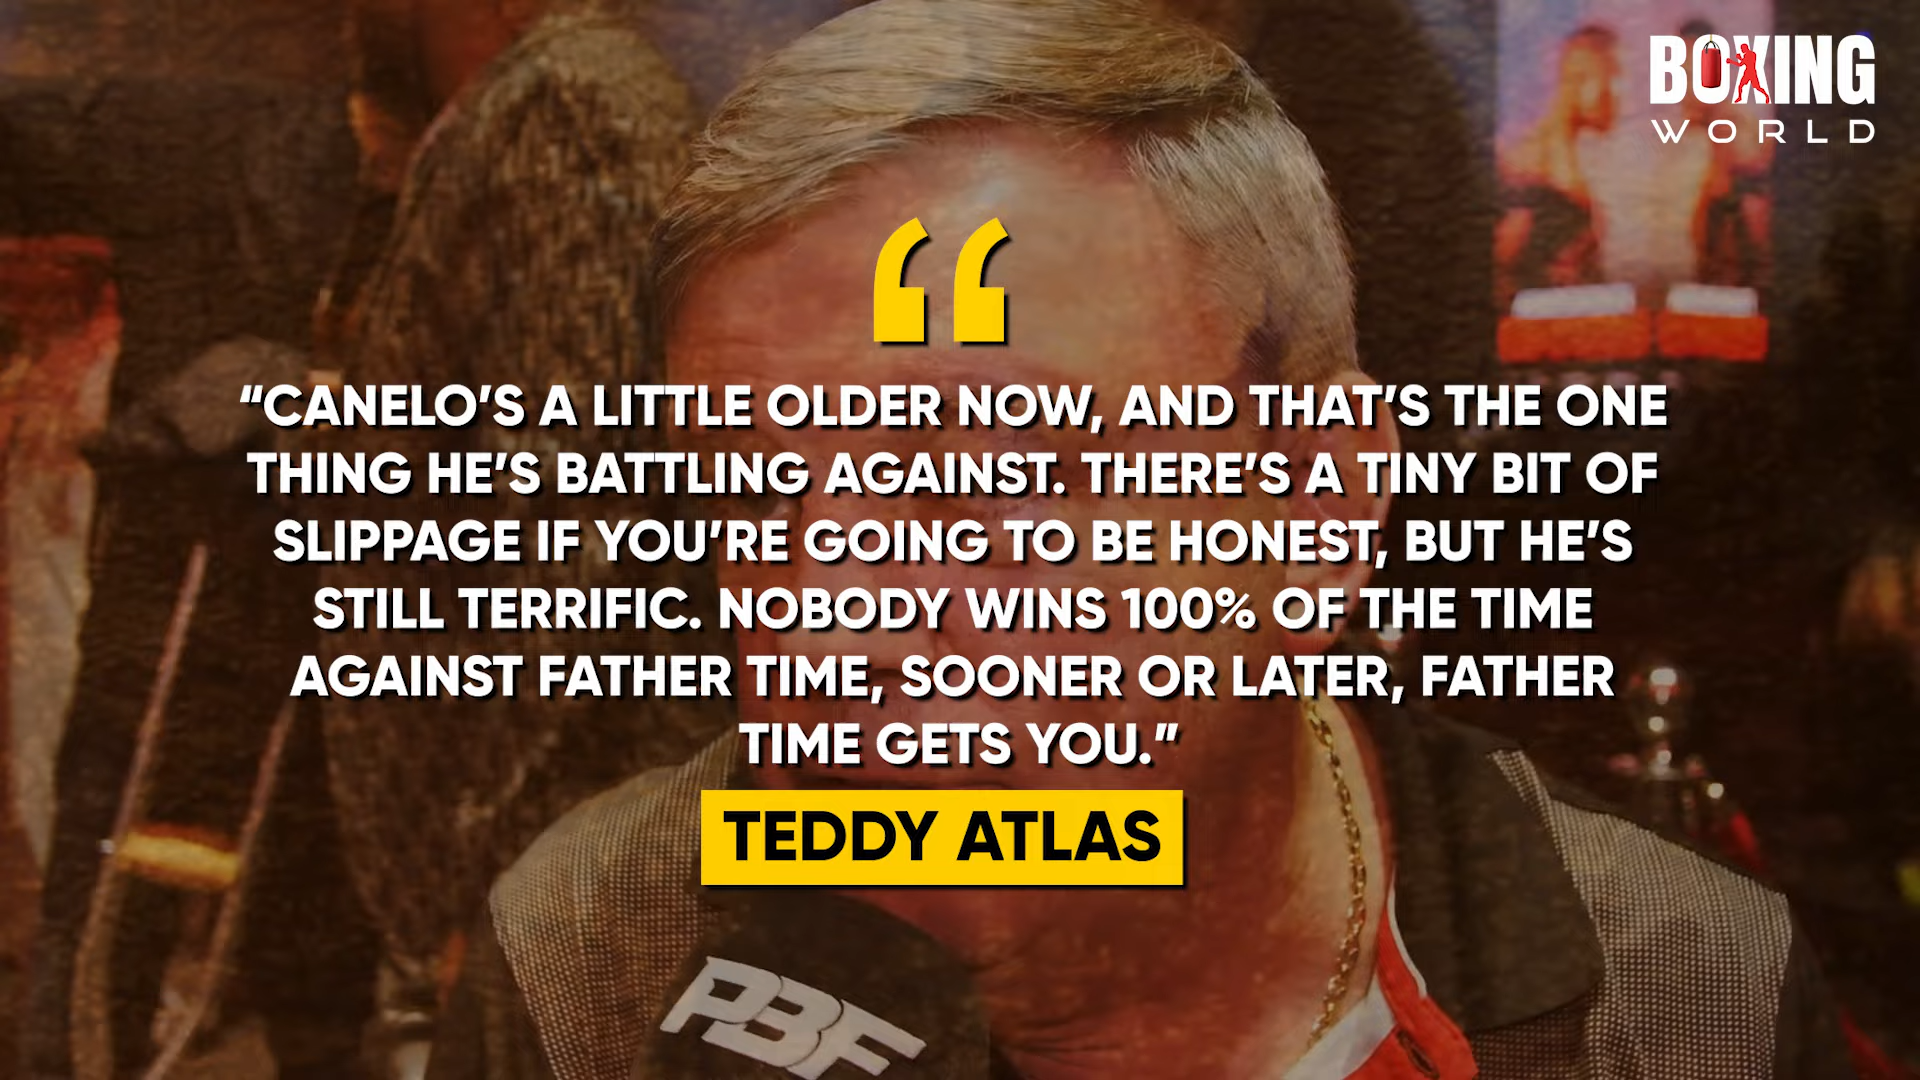 BOXING
WORLD
“CANELO’S A LITTLE OLDER NOW, AND THAT’S THE ONE
THING HE’S BATTLING AGAINST. THERE’S A TINY BIT OF
SLIPPAGE IF YOU’RE GOING TO BE HONEST, BUT HE’S
STILL TERRIFIC. NOBODY WINS 100% OF THE TIME
AGAINST FATHER TIME, SOONER OR LATER, FATHER
TIME GETS YOU.”
TEDDY ATLAS
PBF